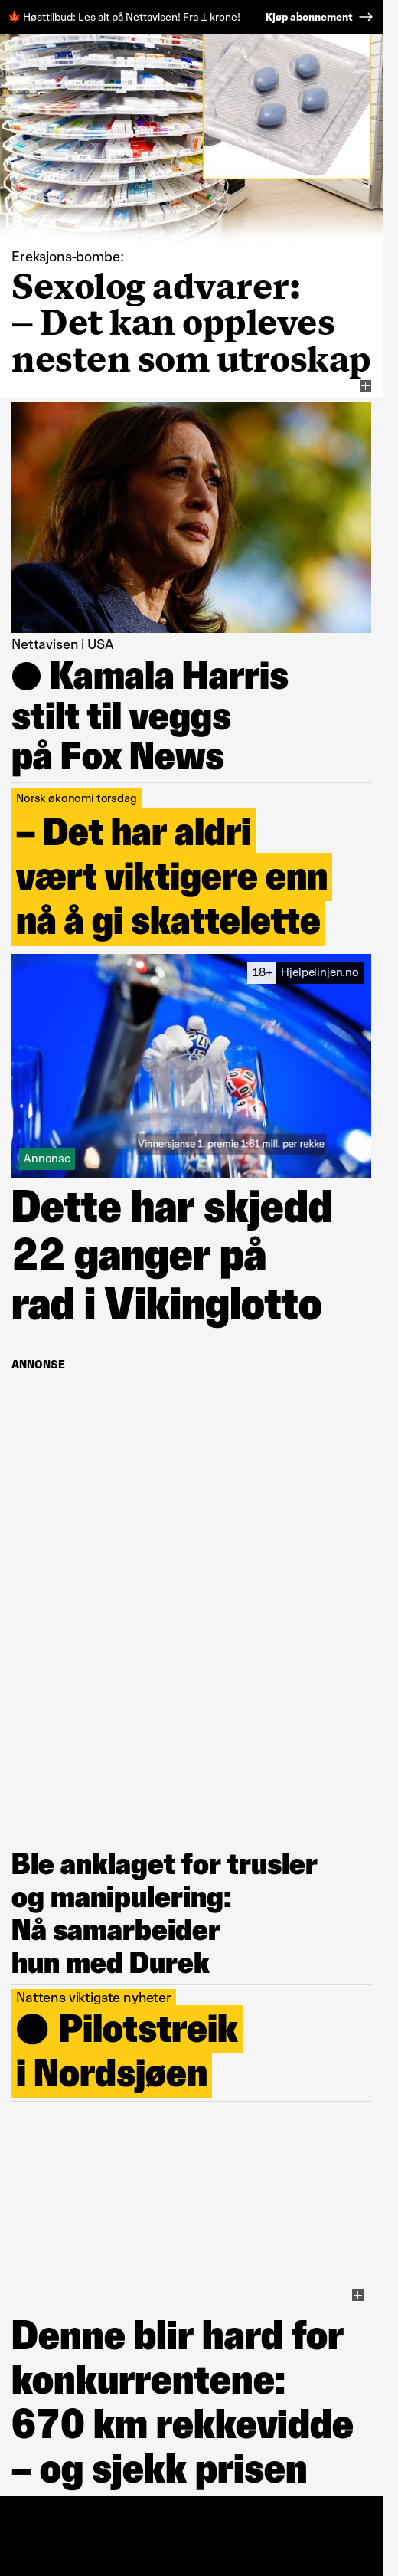 🍁 Høsttilbud: Les alt på Nettavisen! Fra 1 krone! Kjøp abonnement →
Ereksjons-bombe:
Sexolog advarer:
– Det kan oppleves
nesten som utroskap
Nettavisen i USA
● Kamala Harris
stilt til veggs
på Fox News
Norsk økonomi torsdag
– Det har aldri
vært viktigere enn
nå å gi skattelette
18+ Hjelpelinjen.no
Vinnersjanse 1. premie 1:61 mill. per rekke
Annonse
Dette har skjedd
22 ganger på
rad i Vikinglotto
ANNONSE
Ble anklaget for trusler
og manipulering:
Nå samarbeider
hun med Durek
Nattens viktigste nyheter
● Pilotstreik
i Nordsjøen
Denne blir hard for
konkurrentene:
670 km rekkevidde
– og sjekk prisen